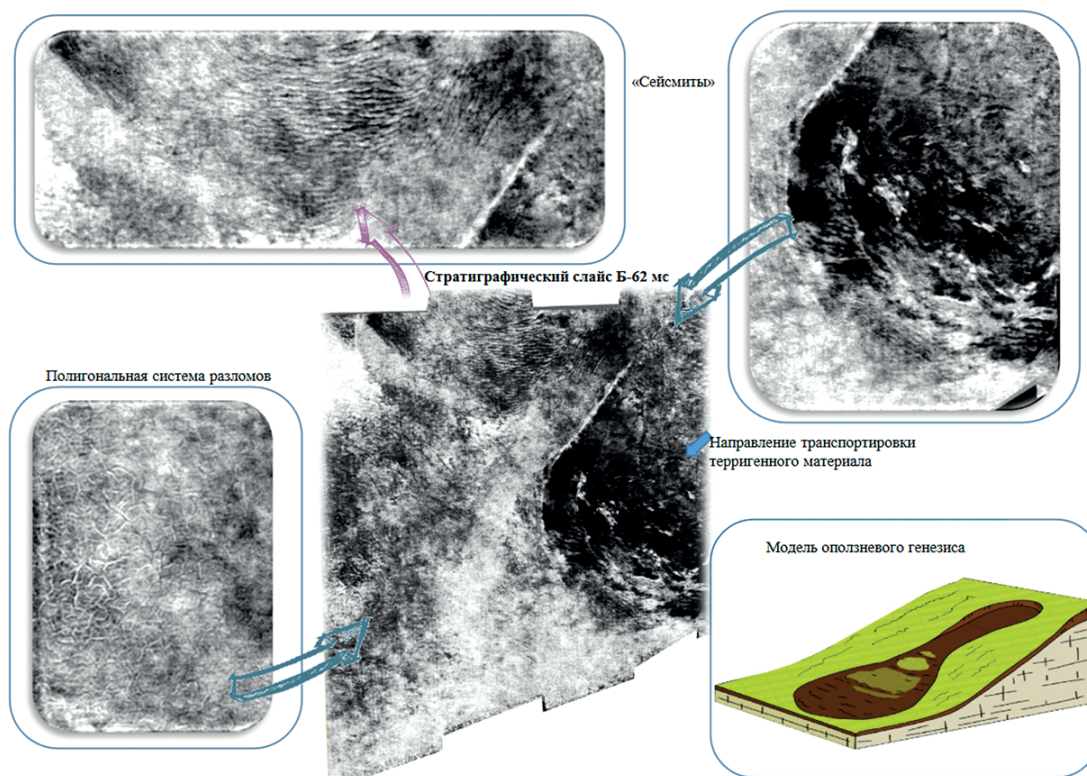 «Сейсмиты»
Стратиграфический слайс Б-62 мс
Полигональная система разломов
Направление транспортировки
терригенного материала
Модель оползневого генезиса